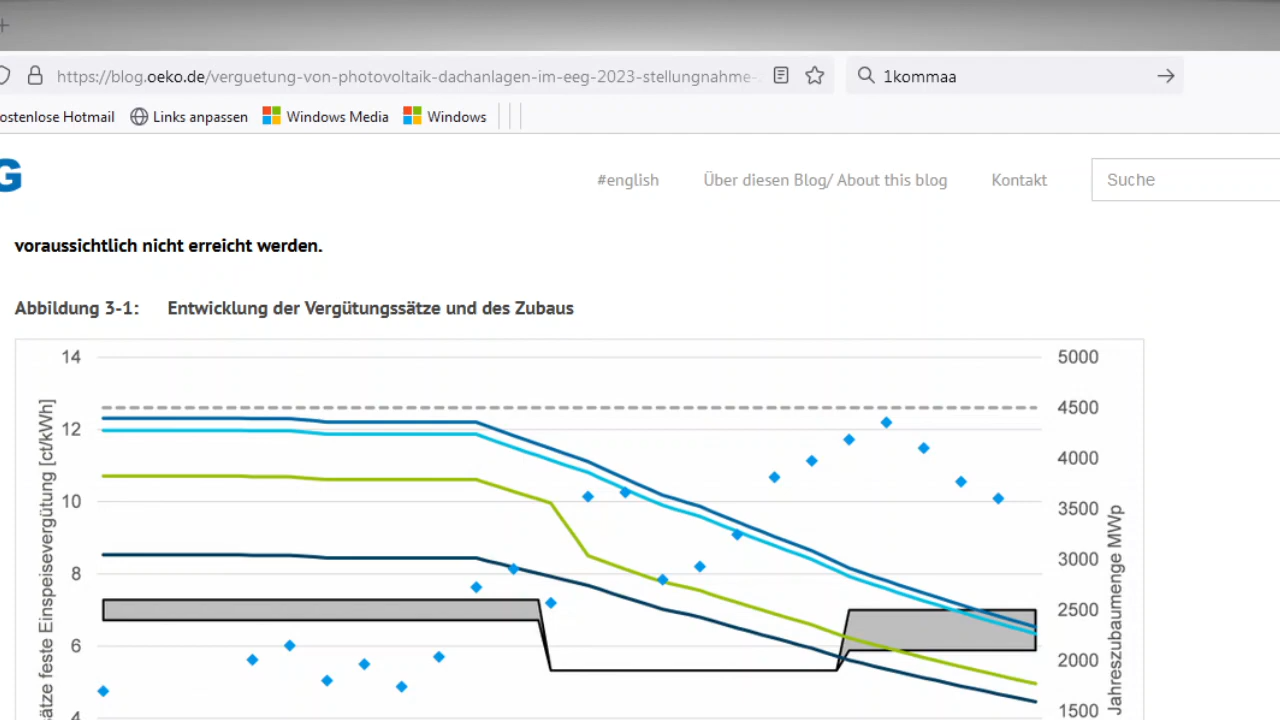 +
https://blog.oeko.de/verguetung-von-photovoltaik-dachanlagen-im-eeg-2023-stellungnahme-
1kommaa
ostenlose Hotmail
Links anpassen
Windows Media
Windows
G
#english
Über diesen Blog/ About this blog
Kontakt
Suche
voraussichtlich nicht erreicht werden.
Abbildung 3-1: Entwicklung der Vergütungssätze und des Zubaus
14
12
10
8
6
4
ätze feste Einspeisevergütung [ct/kWh]
5000
4500
4000
3500
3000
2500
2000
1500
Jahreszubaumenge MWp